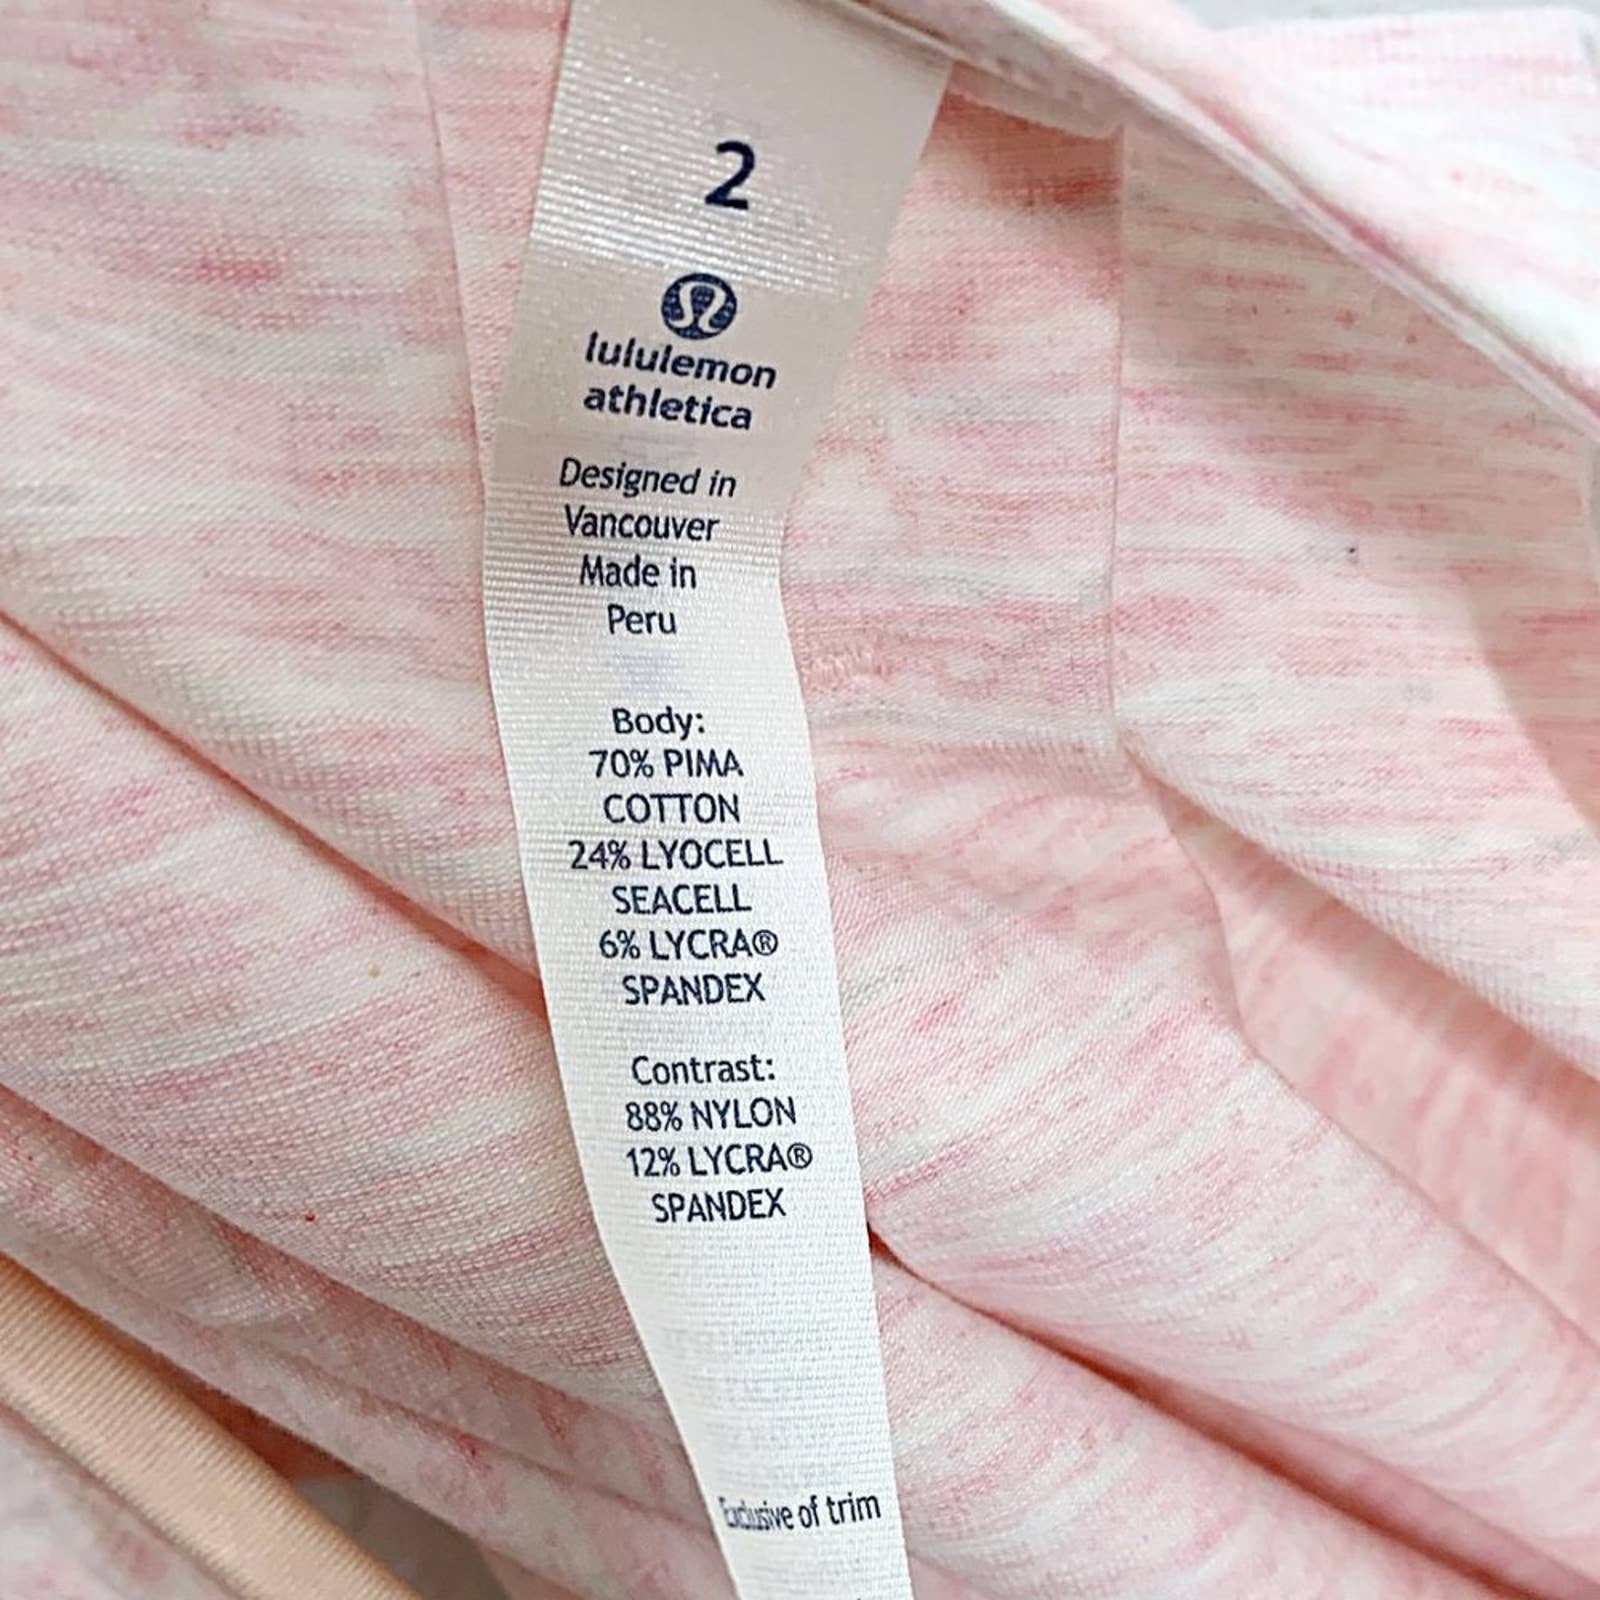 2
lululemon
athletica
Designed in
Vancouver
Made in
Peru
Body:
70% PIMA
COTTON
24% LYOCELL
SEACELL
6% LYCRA®
SPANDEX
Contrast:
88% NYLON
12% LYCRA®
SPANDEX
Exclusive of trim